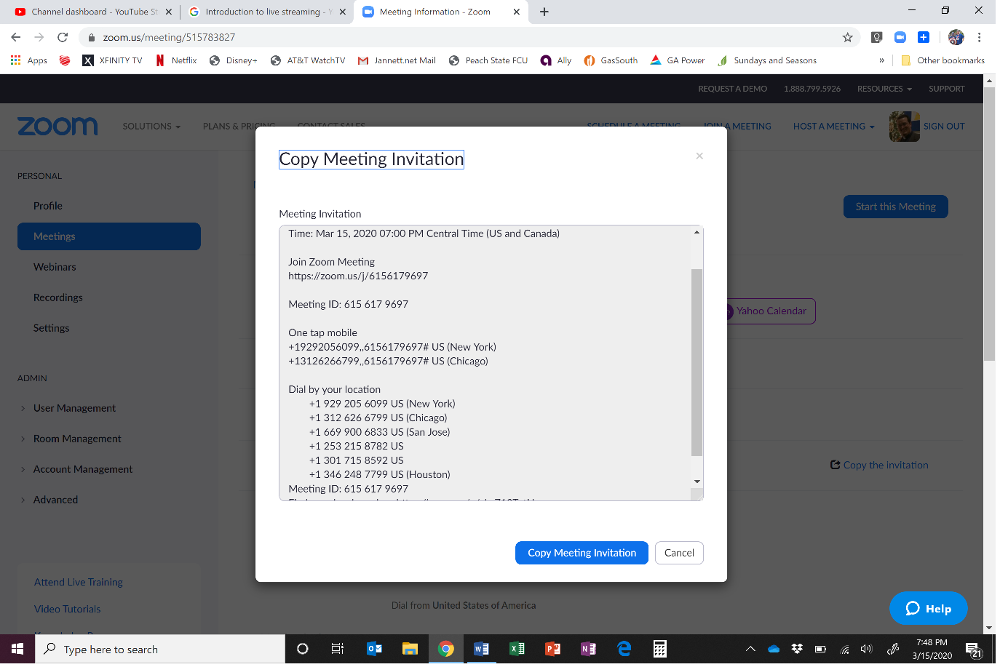 Channel dashboard - YouTube St
Introduction to live streaming - Y
Meeting Information - Zoom
zoom.us/meeting/515783827
Apps
XFINITY TV
Netflix
Disney+
AT&T WatchTV
Jannett.net Mail
Peach State FCU
Ally
GasSouth
GA Power
Sundays and Seasons
»
Other bookmarks
REQUEST A DEMO
1.888.799.5926
RESOURCES
SUPPORT
zoom
SOLUTIONS
PLANS & PRICING
CONTACT SALES
SCHEDULE A MEETING
JOIN A MEETING
HOST A MEETING
SIGN OUT
PERSONAL
Profile
Meetings
Webinars
Recordings
Settings
ADMIN
User Management
Room Management
Account Management
Advanced
Attend Live Training
Video Tutorials
Start this Meeting
Yahoo Calendar
Copy the invitation
Copy Meeting Invitation
Meeting Invitation
Time: Mar 15, 2020 07:00 PM Central Time (US and Canada)
Join Zoom Meeting
https://zoom.us/j/6156179697
Meeting ID: 615 617 9697
One tap mobile
+19292056099,,6156179697# US (New York)
+13126266799,,6156179697# US (Chicago)
Dial by your location
+1 929 205 6099 US (New York)
+1 312 626 6799 US (Chicago)
+1 669 900 6833 US (San Jose)
+1 253 215 8782 US
+1 301 715 8592 US
+1 346 248 7799 US (Houston)
Meeting ID: 615 617 9697
Copy Meeting Invitation
Cancel
Dial from United States of America
Help
Type here to search
7:48 PM
3/15/2020
21